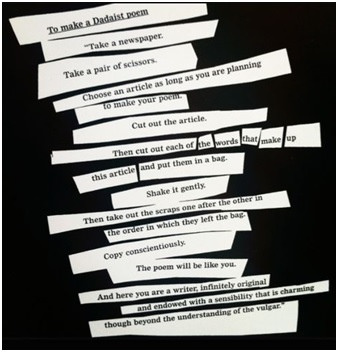 To make a Dadaist poem
"Take a newspaper.
Take a pair of scissors.
Choose an article as long as you are planning
to make your poem.
Cut out the article.
Then cut out each of the words that make up
this article and put them in a bag.
Shake it gently.
Then take out the scraps one after the other in
the order in which they left the bag.
Copy conscientiously.
The poem will be like you.
And here you are a writer, infinitely original
and endowed with a sensibility that is charming
though beyond the understanding of the vulgar."